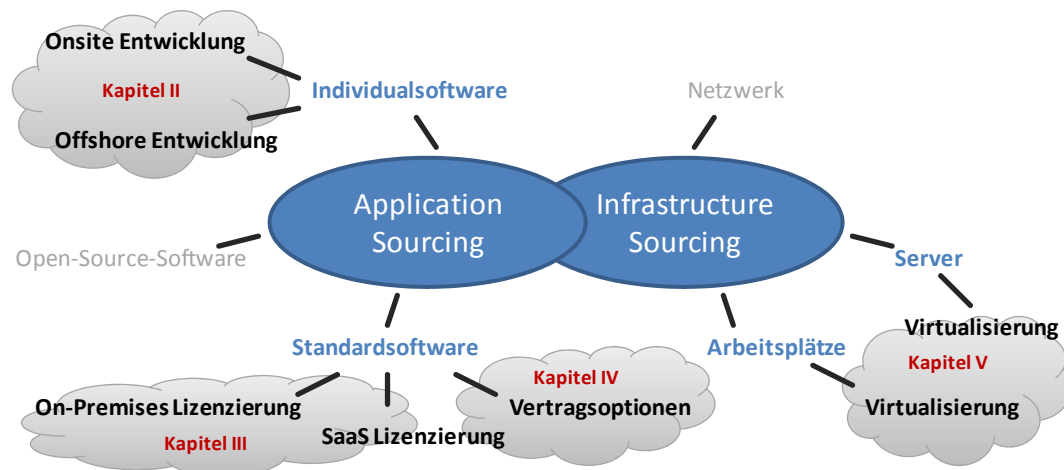 Onsite Entwicklung
Kapitel II
Individualsoftware
Netzwerk
Offshore Entwicklung
Application
Sourcing
Infrastructure
Sourcing
Open-Source-Software
Server
Standardsoftware
Arbeitsplätze
Virtualisierung
Kapitel IV
Kapitel V
On-Premises Lizenzierung
Vertragsoptionen
Virtualisierung
Kapitel III
SaaS Lizenzierung